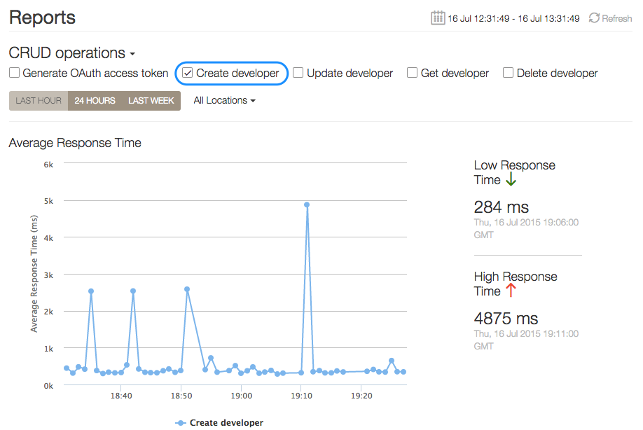 Reports
16 Jul 12:31:49 - 16 Jul 13:31:49
Refresh
CRUD operations
Generate OAuth access token
Create developer
Update developer
Get developer
Delete developer
LAST HOUR
24 HOURS
LAST WEEK
All Locations
Average Response Time
6k
5k
4k
3k
2k
1k
0k
Average Response Time (ms)
18:40
18:50
19:00
19:10
19:20
Create developer
Low Response
Time
284 ms
Thu, 16 Jul 2015 19:06:00
GMT
High Response
Time
4875 ms
Thu, 16 Jul 2015 19:11:00
GMT